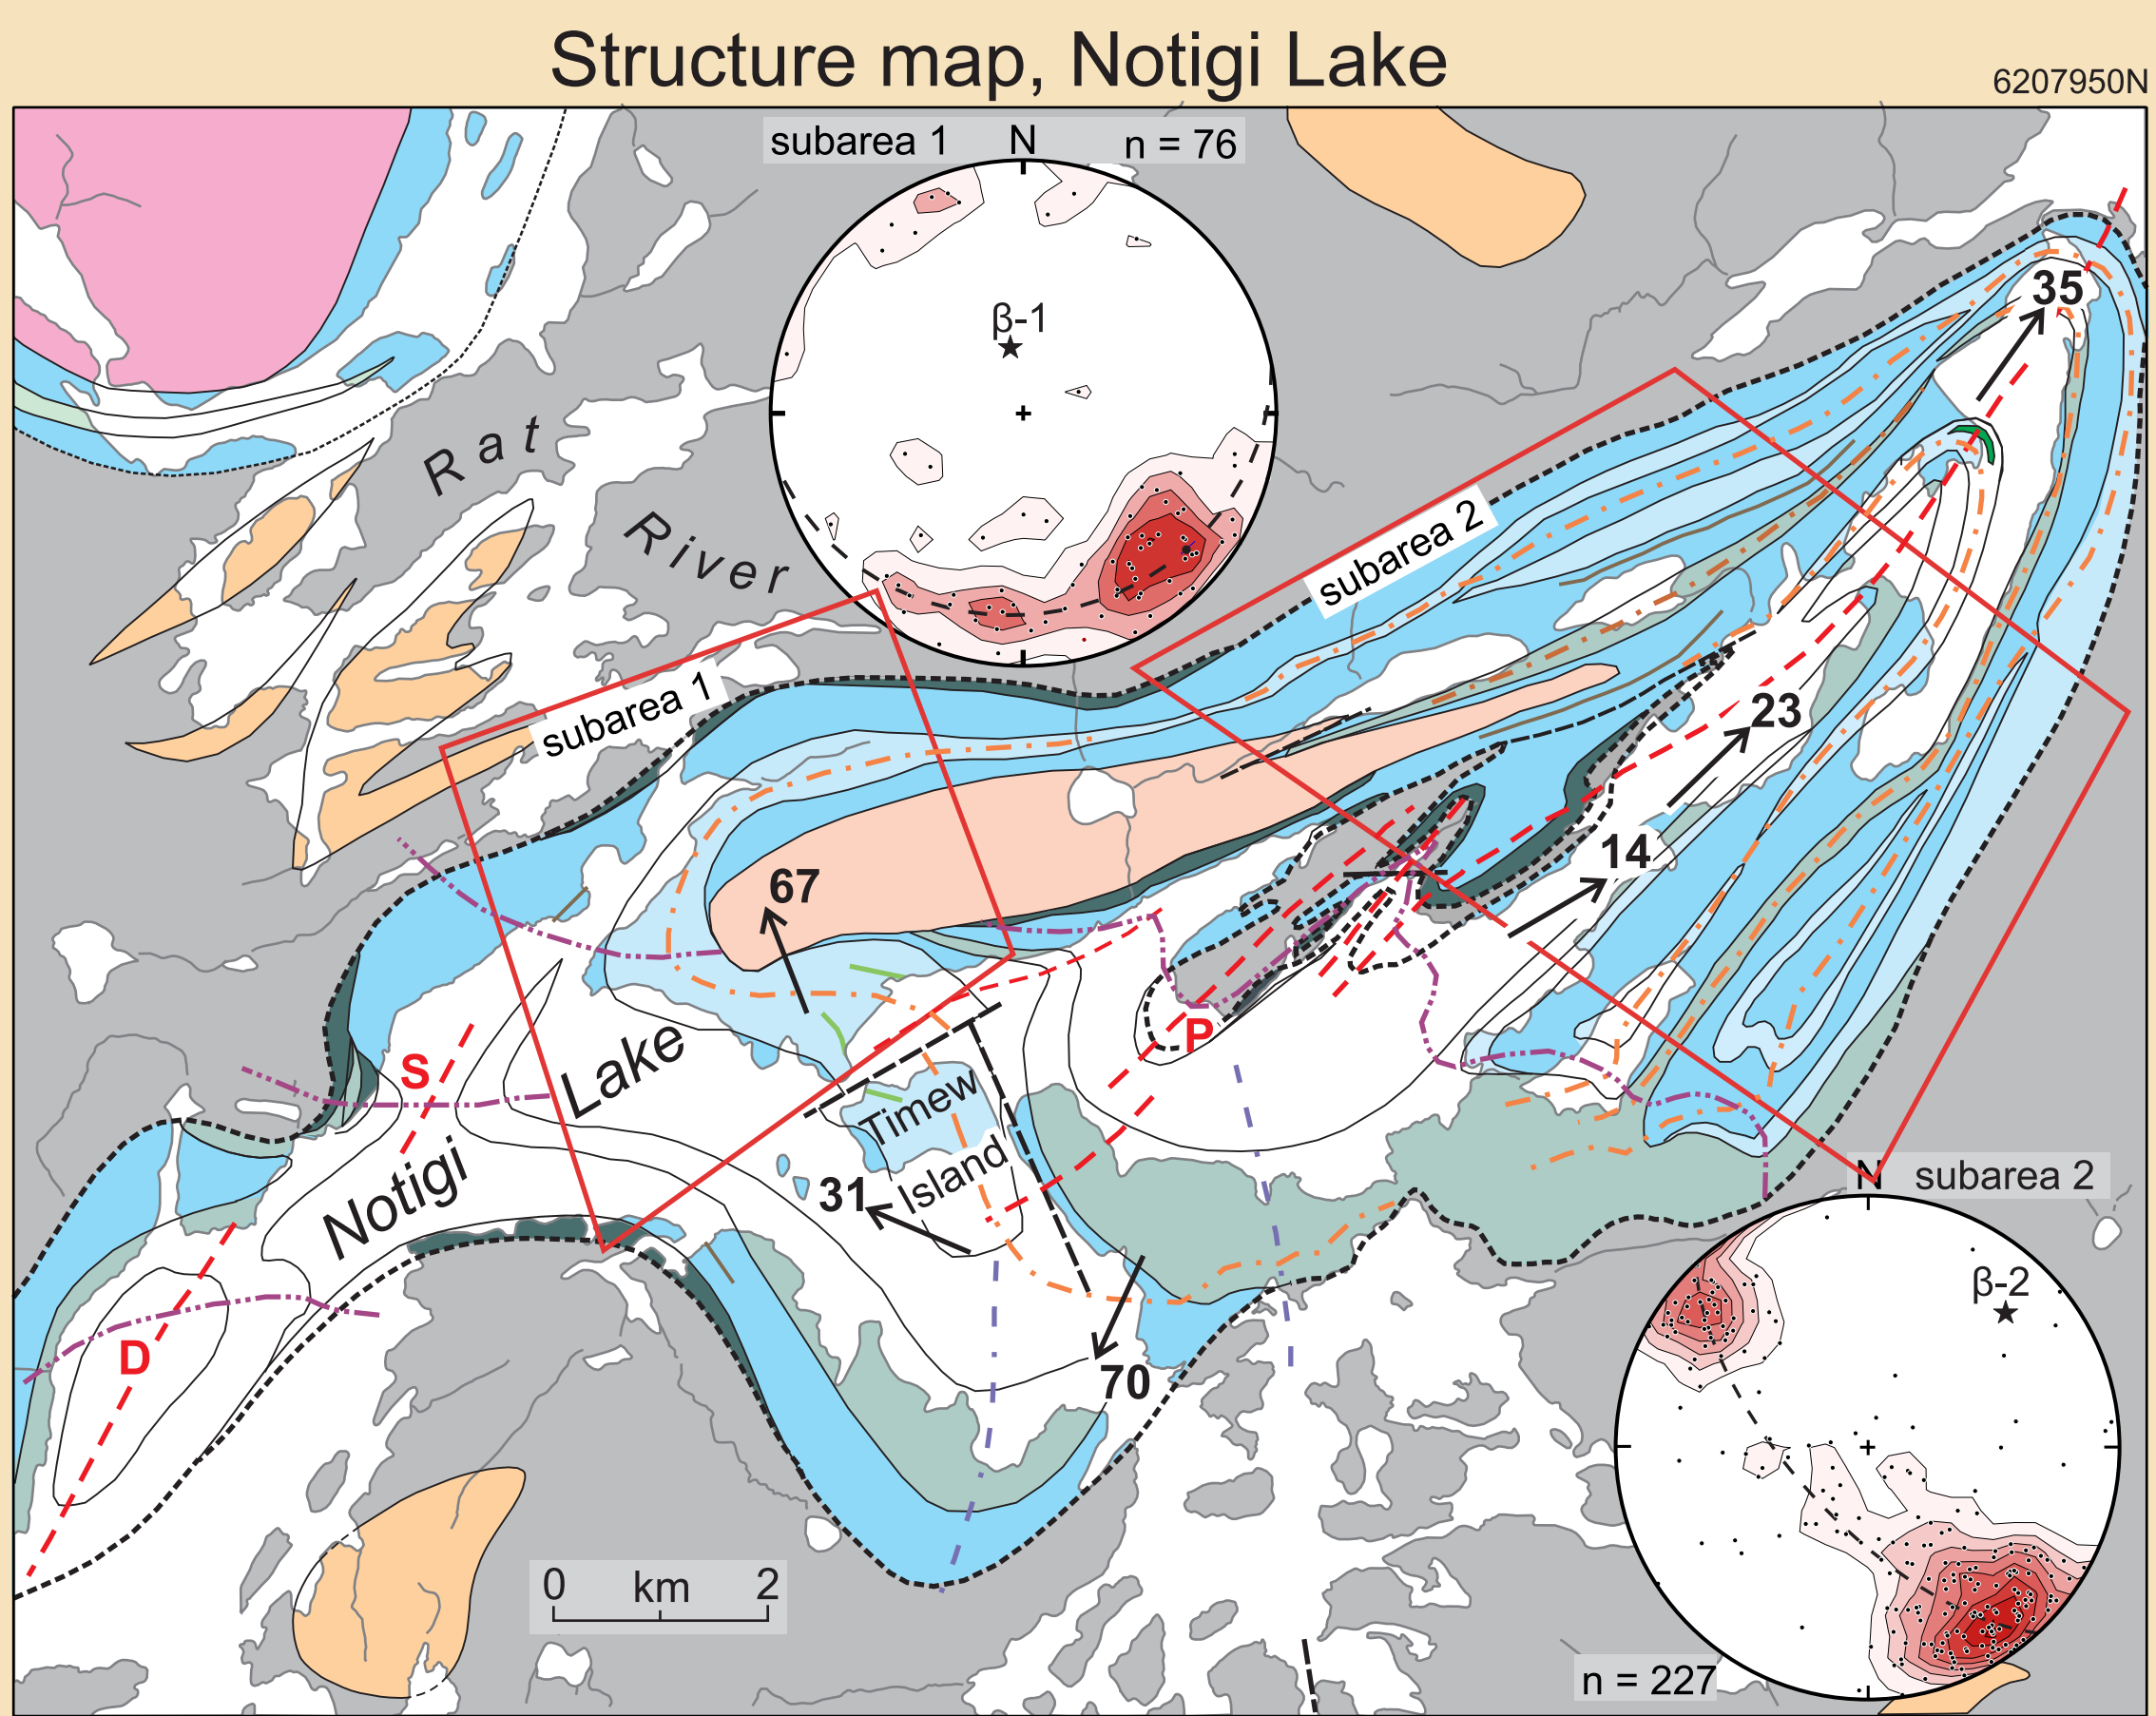 Structure map, Notigi Lake
6207950N
subarea 1 N n = 76
β-1
35
Rat
River
subarea 2
subarea 1
23
14
67
P
S
Lake
Timew
Island
31
Notigi
N subarea 2
β-2
D
70
0 km 2
n = 227